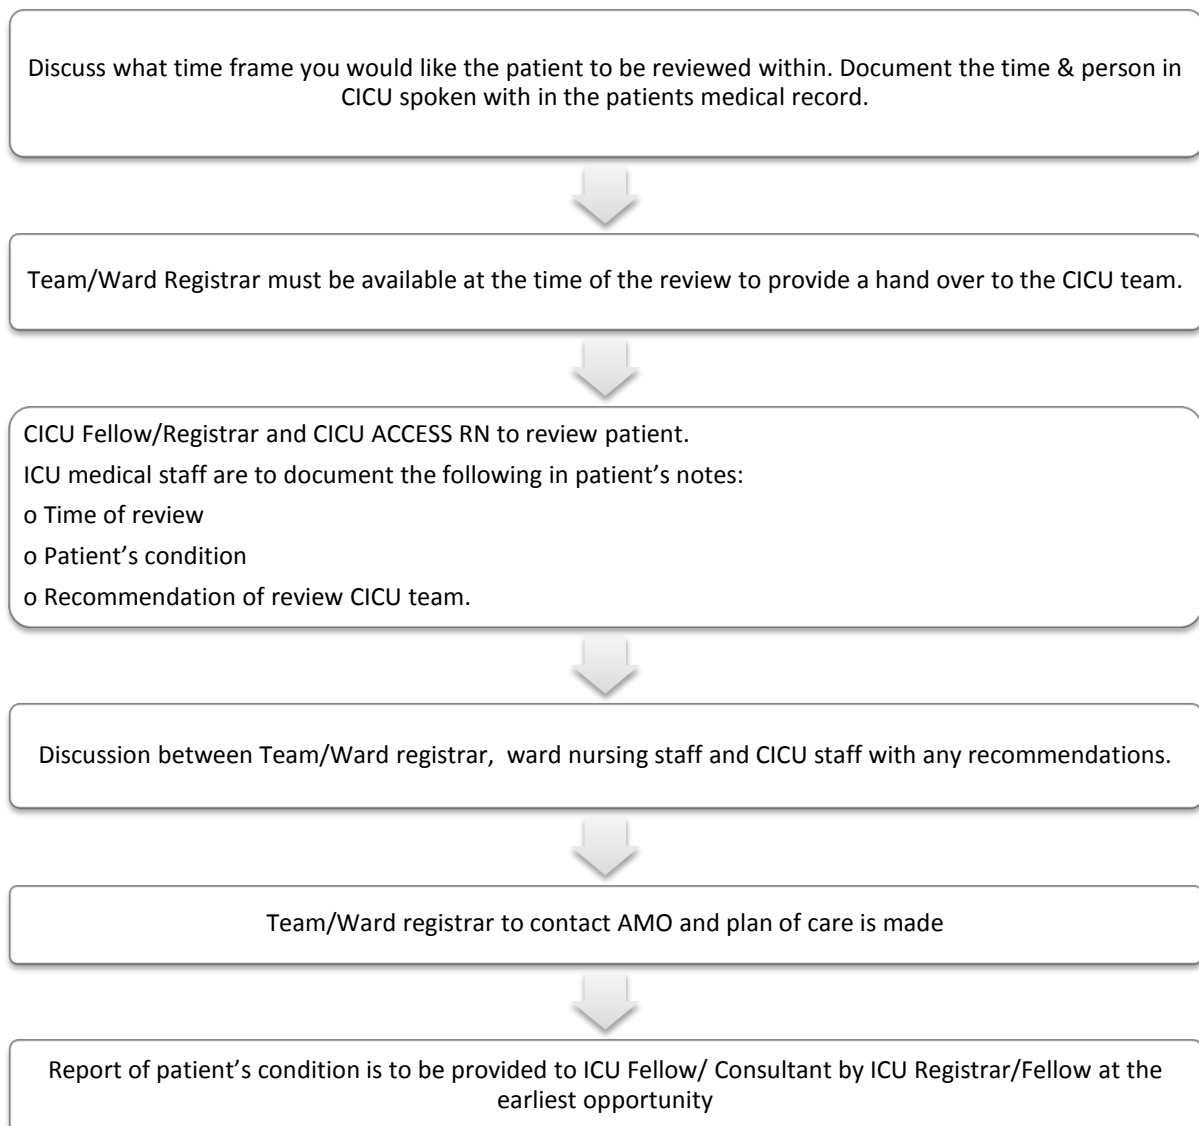 Discuss what time frame you would like the patient to be reviewed within. Document the time & person in
CICU spoken with in the patients medical record.
Team/Ward Registrar must be available at the time of the review to provide a hand over to the CICU team.
CICU Fellow/Registrar and CICU ACCESS RN to review patient.
ICU medical staff are to document the following in patient’s notes:
o Time of review
o Patient’s condition
o Recommendation of review CICU team.
Discussion between Team/Ward registrar,  ward nursing staff and CICU staff with any recommendations.
Team/Ward registrar to contact AMO and plan of care is made
Report of patient’s condition is to be provided to ICU Fellow/ Consultant by ICU Registrar/Fellow at the
earliest opportunity